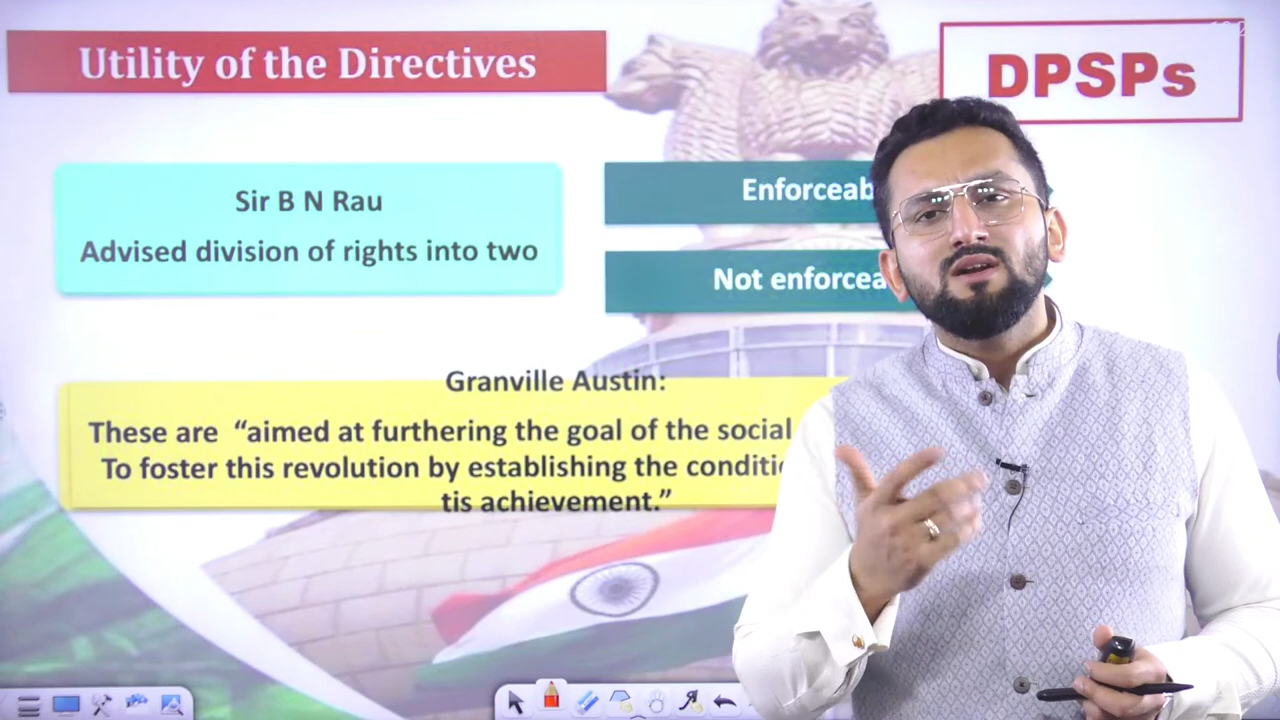 Utility of the Directives
DPSPs
Sir B N Rau
Advised division of rights into two
Enforceab
Not enforcea
Granville Austin:
These are “aimed at furthering the goal of the social
To foster this revolution by establishing the conditi
tis achievement.”